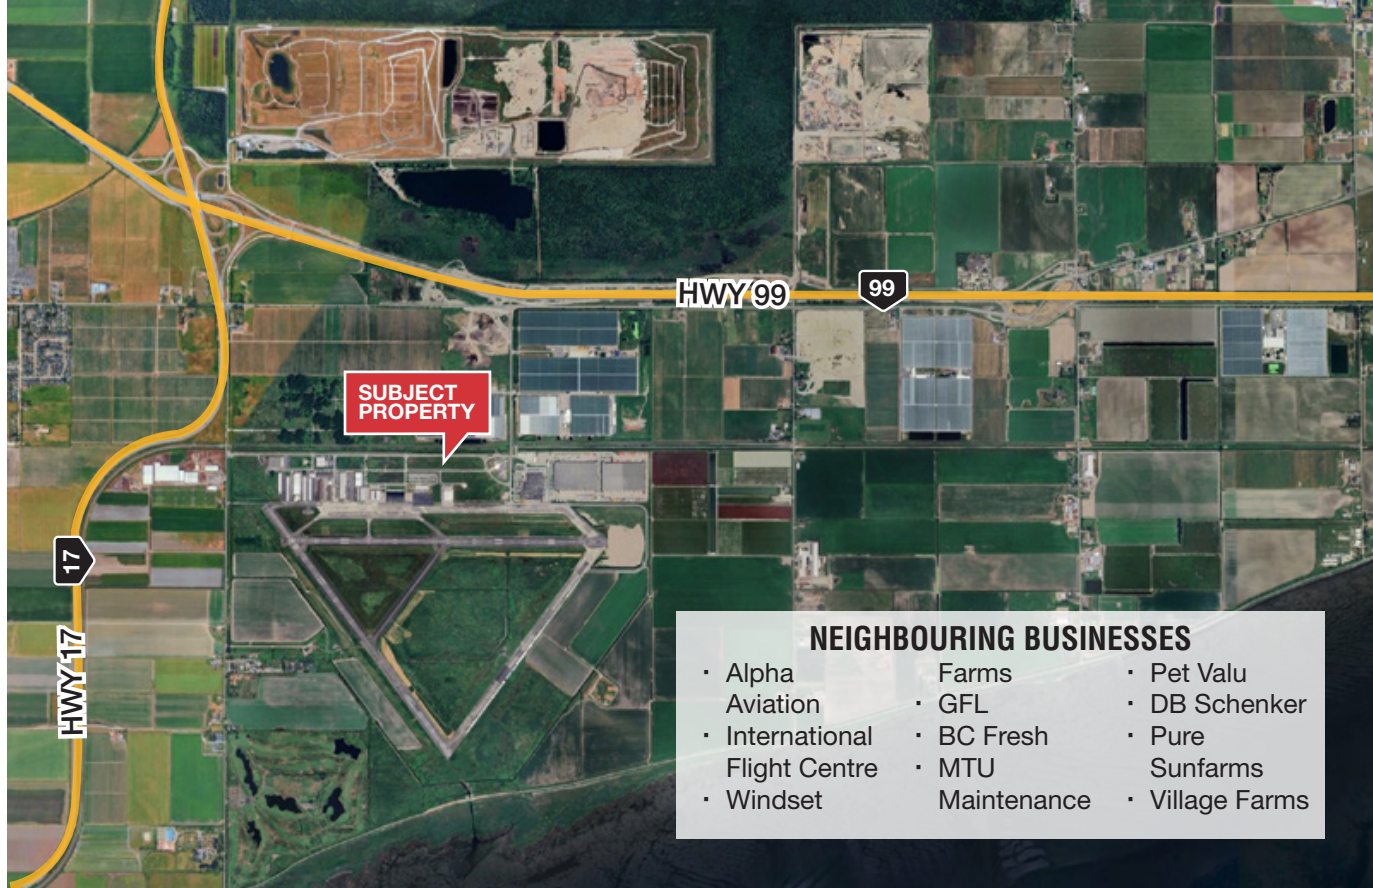 HWY 99
99
SUBJECT
PROPERTY
17
HWY 17
NEIGHBOURING BUSINESSES
· Alpha
Aviation
· International
Flight Centre
· Windset
Farms
· GFL
· BC Fresh
· MTU
Maintenance
· Pet Valu
· DB Schenker
· Pure
Sunfarms
· Village Farms